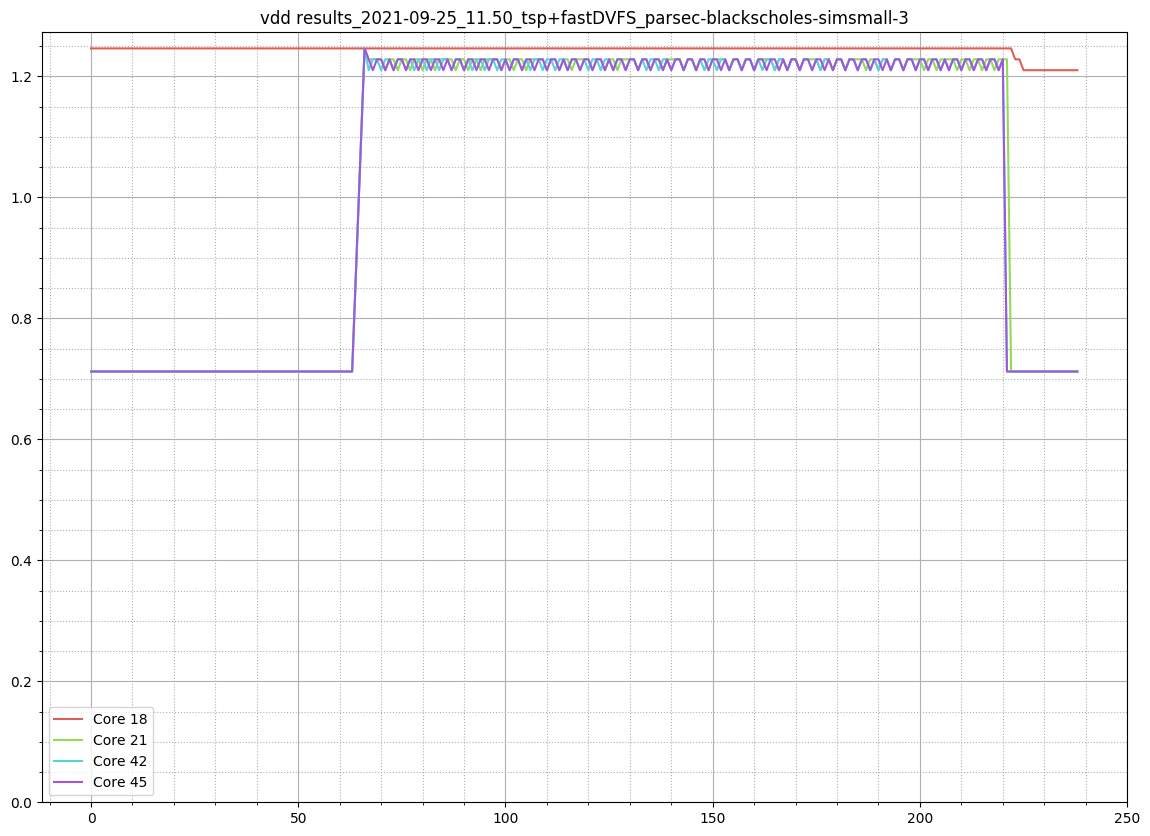 vdd results_2021-09-25_11.50_tsp+fastDVFS_parsec-blackscholes-simsmall-3
1.2
1.0
0.8
0.6
0.4
0.2
0.0
Core 18
Core 21
Core 42
Core 45
0 50 100 150 200 250